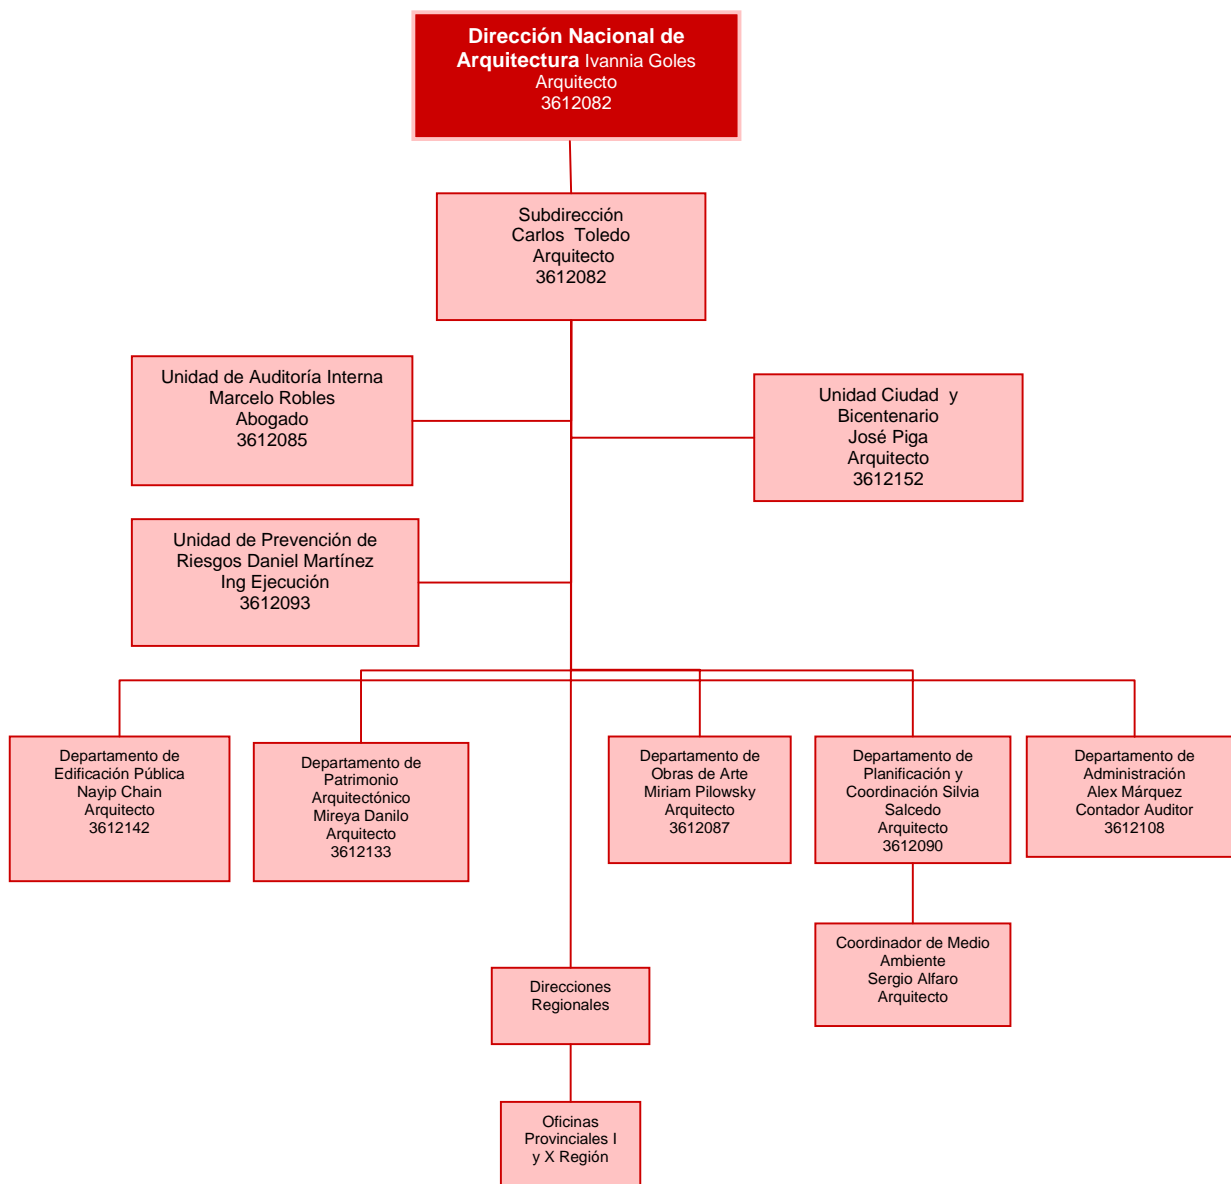 Dirección Nacional de
Arquitectura Ivannia Goles
Arquitecto
3612082
Subdirección
Carlos Toledo
Arquitecto
3612082
Unidad de Auditoría Interna
Marcelo Robles
Abogado
3612085
Unidad Ciudad y
Bicentenario
José Piga
Arquitecto
3612152
Unidad de Prevención de
Riesgos Daniel Martínez
Ing Ejecución
3612093
Departamento de
Edificación Pública
Nayip Chain
Arquitecto
3612142
Departamento de
Patrimonio
Arquitectónico
Mireya Danilo
Arquitecto
3612133
Departamento de
Obras de Arte
Miriam Pilowsky
Arquitecto
3612087
Departamento de
Planificación y
Coordinación Silvia
Salcedo
Arquitecto
3612090
Departamento de
Administración
Alex Márquez
Contador Auditor
3612108
Coordinador de Medio
Ambiente
Sergio Alfaro
Arquitecto
Direcciones
Regionales
Oficinas
Provinciales I
y X Región